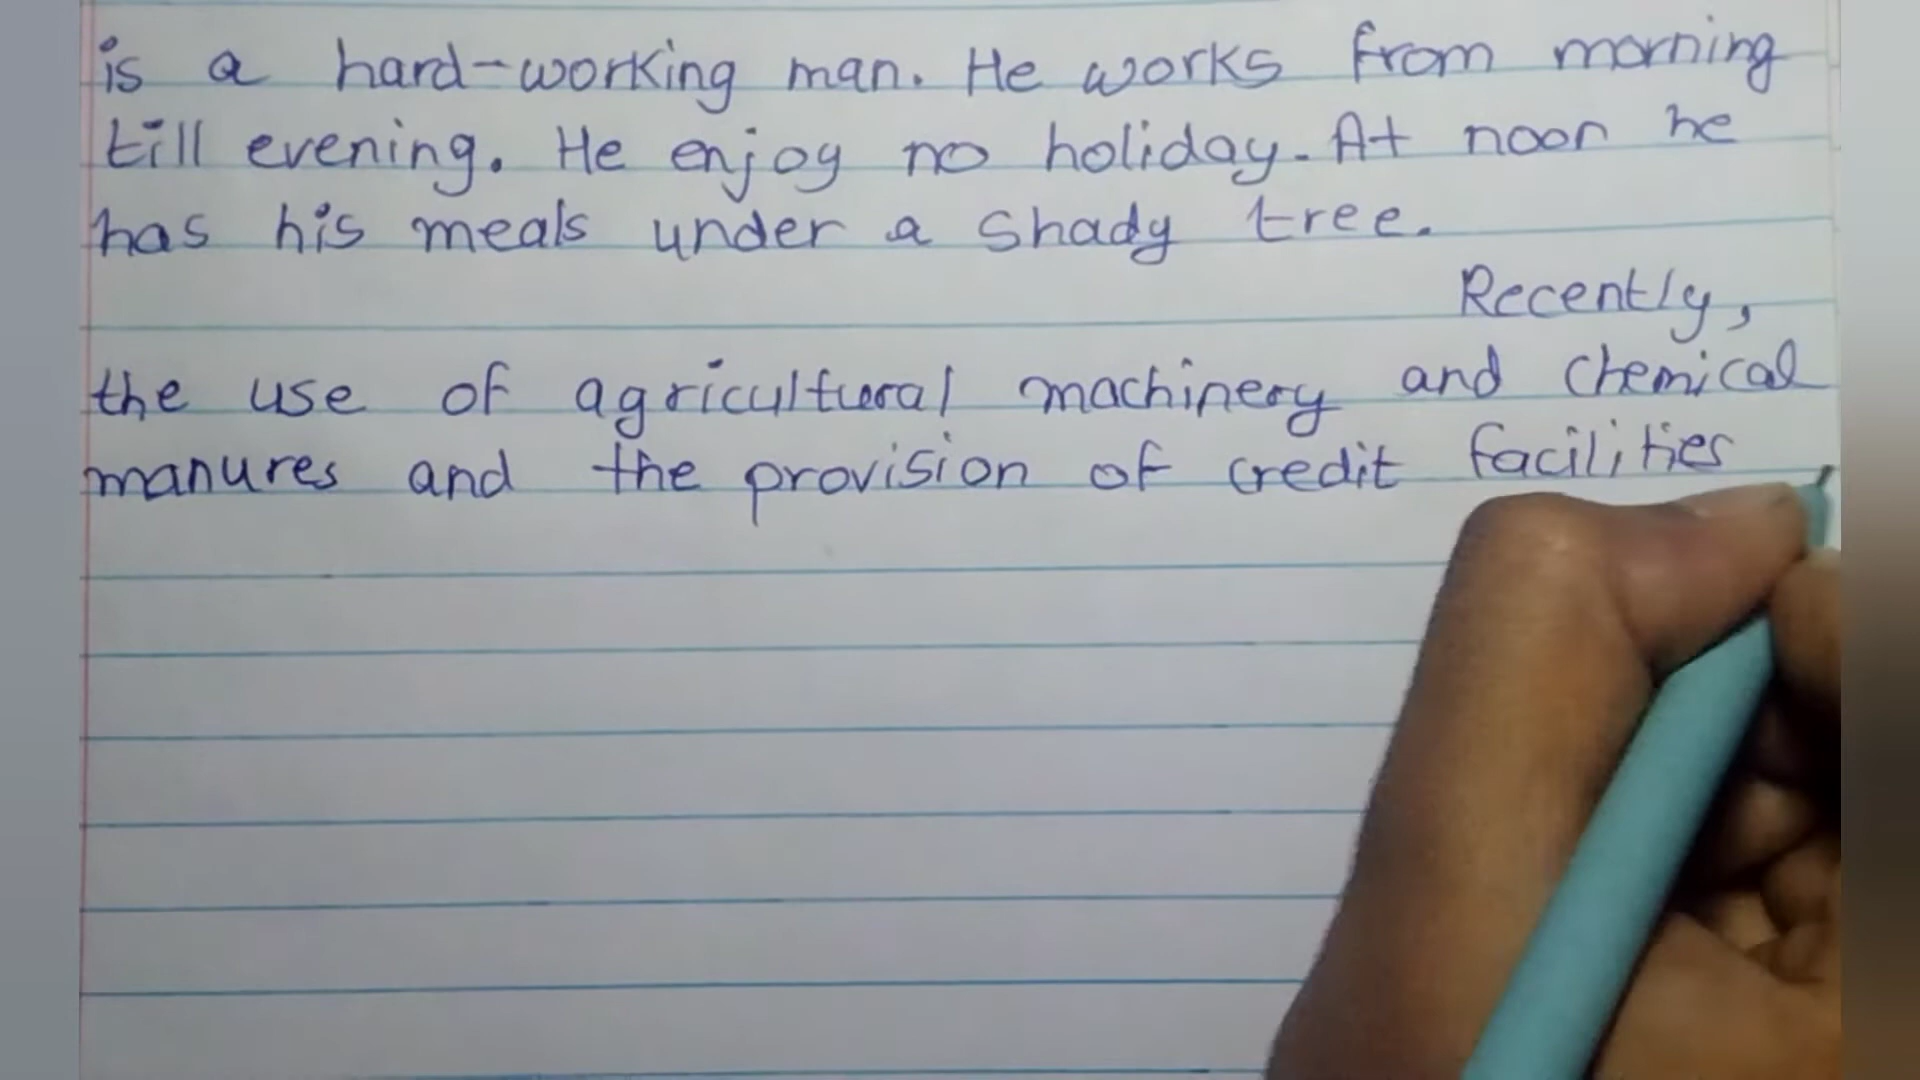 is a hard-working man. He works from morning
till evening. He enjoy no holiday. At noon he
has his meals under a shady tree.
Recently,
the use of agricultural machinery and chemical
manures and the provision of credit facilities